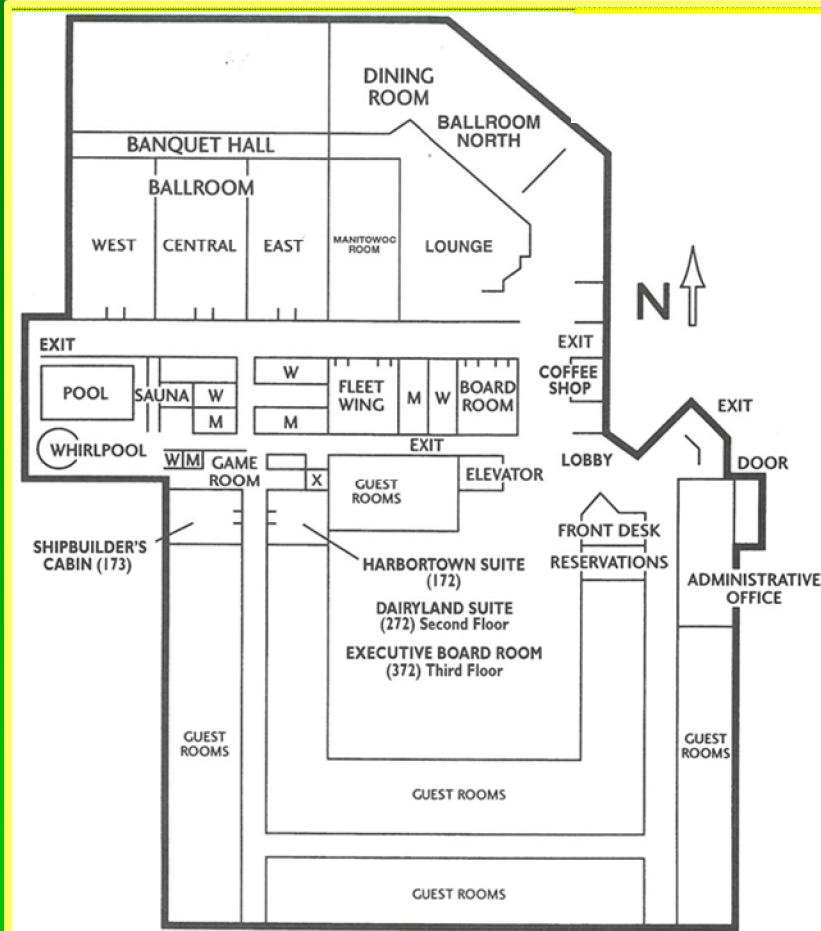 DINING
ROOM
BALLROOM
NORTH
BANQUET HALL
BALLROOM
WEST
CENTRAL
EAST
MANITOWOC
ROOM
LOUNGE
N
EXIT
EXIT
POOL
SAUNA
W
M
W
M
FLEET
WING
M
W
BOARD
ROOM
COFFEE
SHOP
EXIT
WHIRLPOOL
W M
GAME
ROOM
X
EXIT
GUEST
ROOMS
ELEVATOR
LOBBY
DOOR
SHIPBUILDER'S
CABIN (173)
HARBORTOWN SUITE
(172)
DAIRYLAND SUITE
(272) Second Floor
EXECUTIVE BOARD ROOM
(372) Third Floor
FRONT DESK
RESERVATIONS
ADMINISTRATIVE
OFFICE
GUEST
ROOMS
GUEST
ROOMS
GUEST ROOMS
GUEST ROOMS